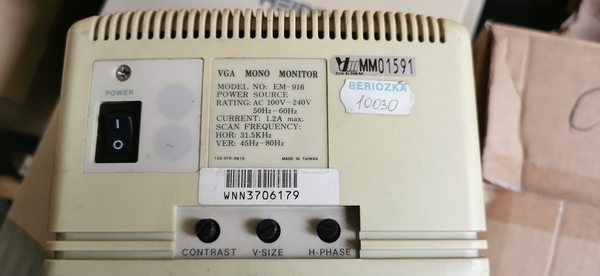 VGA MONO MONITOR
MODEL NO: EM-916
POWER SOURCE
RATING: AC 100V-240V
50Hz-60Hz
CURRENT: 1.2A max.
SCAN FREQUENCY:
HOR: 31.5KHz
VER: 45Hz-80Hz
MADE IN TAIWAN
POWER
MM01591
BERIOZKA
10030
WNN3706179
CONTRAST V-SIZE H-PHASE